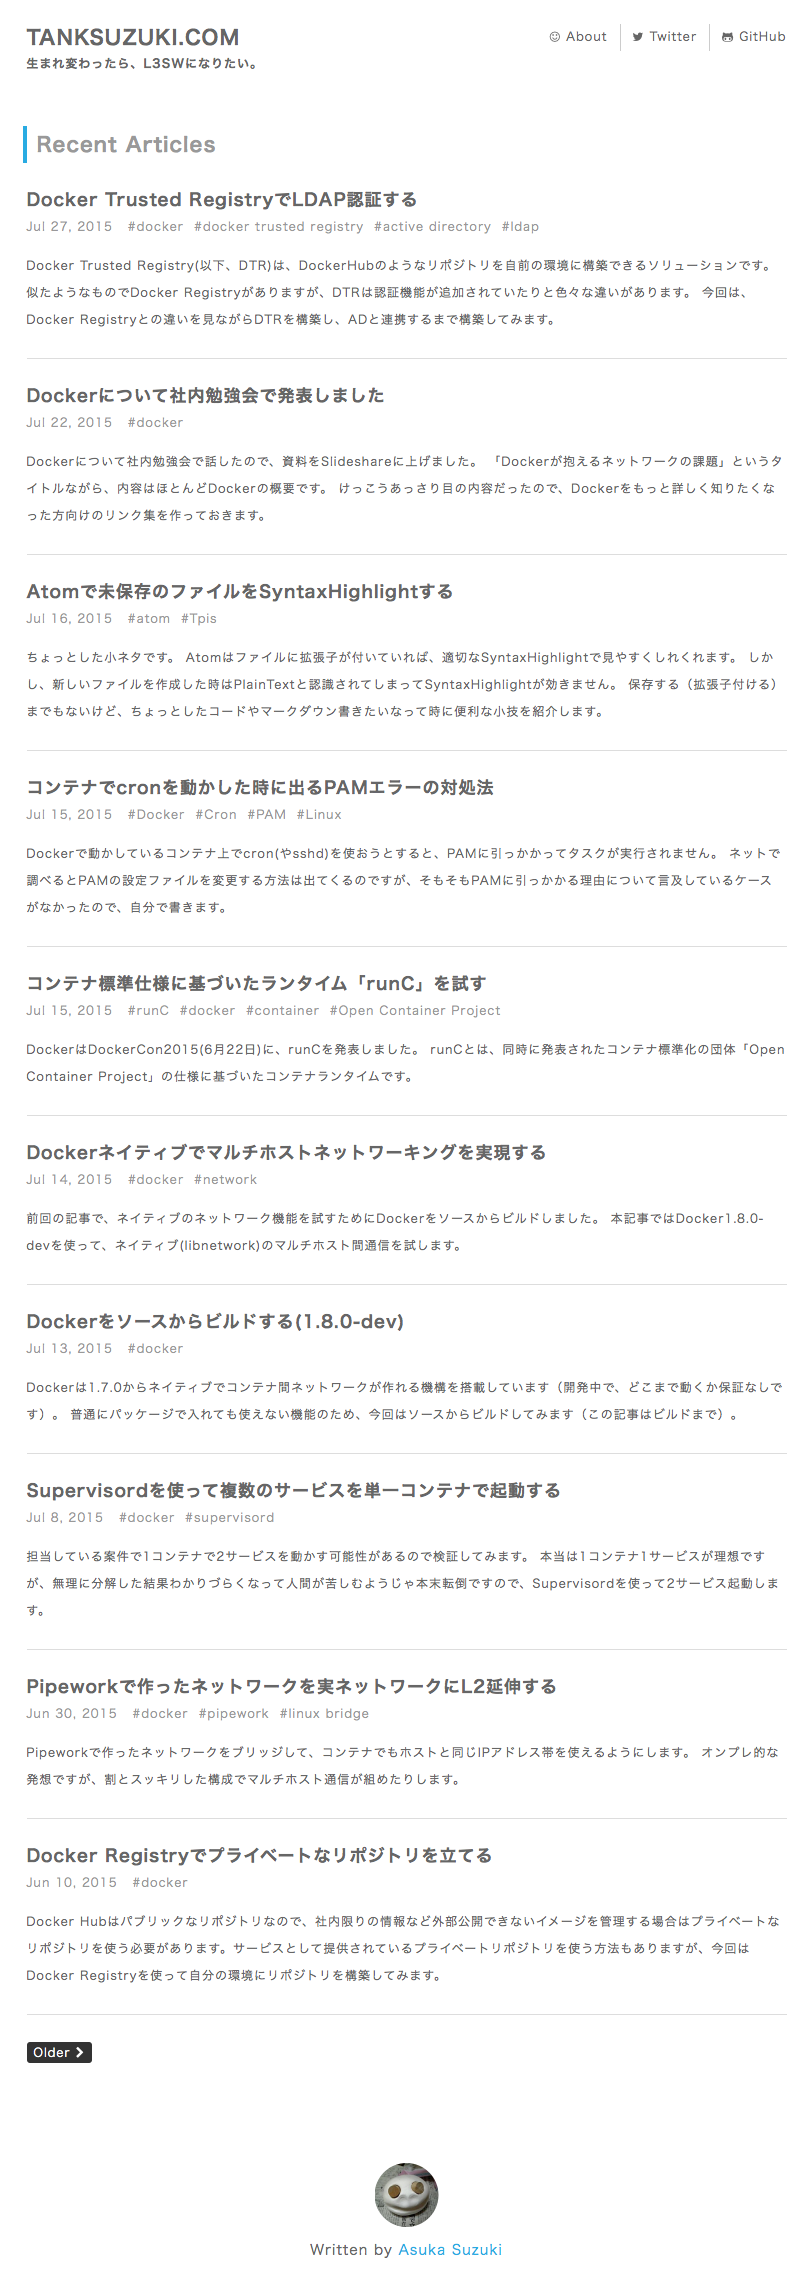 TANKSUZUKI.COM
About
Twitter
GitHub
生まれ変わったら、L3SWになりたい。
Recent Articles
Docker Trusted RegistryでLDAP認証する
Jul 27, 2015 #docker #docker trusted registry #active directory #ldap
Docker Trusted Registry(以下、DTR)は、DockerHubのようなリポジトリを自前の環境に構築できるソリューションです。
似たようなものでDocker Registryがありますが、DTRは認証機能が追加されていたりと色々な違いがあります。 今回は、
Docker Registryとの違いを見ながらDTRを構築し、ADと連携するまで構築してみます。
Dockerについて社内勉強会で発表しました
Jul 22, 2015 #docker
Dockerについて社内勉強会で話したので、資料をSlideshareに上げました。 「Dockerが抱えるネットワークの課題」というタ
イトルながら、内容はほとんどDockerの概要です。 けっこうあっさり目の内容だったので、Dockerをもっと詳しく知りたくな
った方向けのリンク集を作っておきます。
Atomで未保存のファイルをSyntaxHighlightする
Jul 16, 2015 #atom #Tpis
ちょっとした小ネタです。 Atomはファイルに拡張子が付いていれば、適切なSyntaxHighlightで見やすくしれくれます。 しか
し、新しいファイルを作成した時はPlainTextと認識されてしまってSyntaxHighlightが効きません。 保存する（拡張子付ける）
までもないけど、ちょっとしたコードやマークダウン書きたいなって時に便利な小技を紹介します。
コンテナでcronを動かした時に出るPAMエラーの対処法
Jul 15, 2015 #Docker #Cron #PAM #Linux
Dockerで動かしているコンテナ上でcron(やsshd)を使おうとすると、PAMに引っかかってタスクが実行されません。 ネットで
調べるとPAMの設定ファイルを変更する方法は出てくるのですが、そもそもPAMに引っかかる理由について言及しているケース
がなかったので、自分で書きます。
コンテナ標準仕様に基づいたランタイム「runC」を試す
Jul 15, 2015 #runC #docker #container #Open Container Project
DockerはDockerCon2015(6月22日)に、runCを発表しました。 runCとは、同時に発表されたコンテナ標準化の団体「Open
Container Project」の仕様に基づいたコンテナランタイムです。
Dockerネイティブでマルチホストネットワーキングを実現する
Jul 14, 2015 #docker #network
前回の記事で、ネイティブのネットワーク機能を試すためにDockerをソースからビルドしました。 本記事ではDocker1.8.0-
devを使って、ネイティブ(libnetwork)のマルチホスト間通信を試します。
Dockerをソースからビルドする(1.8.0-dev)
Jul 13, 2015 #docker
Dockerは1.7.0からネイティブでコンテナ間ネットワークが作れる機構を搭載しています（開発中で、どこまで動くか保証なしで
す）。 普通にパッケージで入れても使えない機能のため、今回はソースからビルドしてみます（この記事はビルドまで）。
Supervisordを使って複数のサービスを単一コンテナで起動する
Jul 8, 2015 #docker #supervisord
担当している案件で1コンテナで2サービスを動かす可能性があるので検証してみます。 本当は1コンテナ1サービスが理想です
が、無理に分解した結果わかりづらくなって人間が苦しむようじゃ本末転倒ですので、Supervisordを使って2サービス起動しま
す。
Pipeworkで作ったネットワークを実ネットワークにL2延伸する
Jun 30, 2015 #docker #pipework #linux bridge
Pipeworkで作ったネットワークをブリッジして、コンテナでもホストと同じIPアドレス帯を使えるようにします。 オンプレ的な
発想ですが、割とスッキリした構成でマルチホスト通信が組めたりします。
Docker Registryでプライベートなリポジトリを立てる
Jun 10, 2015 #docker
Docker Hubはパブリックなリポジトリなので、社内限りの情報など外部公開できないイメージを管理する場合はプライベートな
リポジトリを使う必要があります。サービスとして提供されているプライベートリポジトリを使う方法もありますが、今回は
Docker Registryを使って自分の環境にリポジトリを構築してみます。
Older
Written by Asuka Suzuki